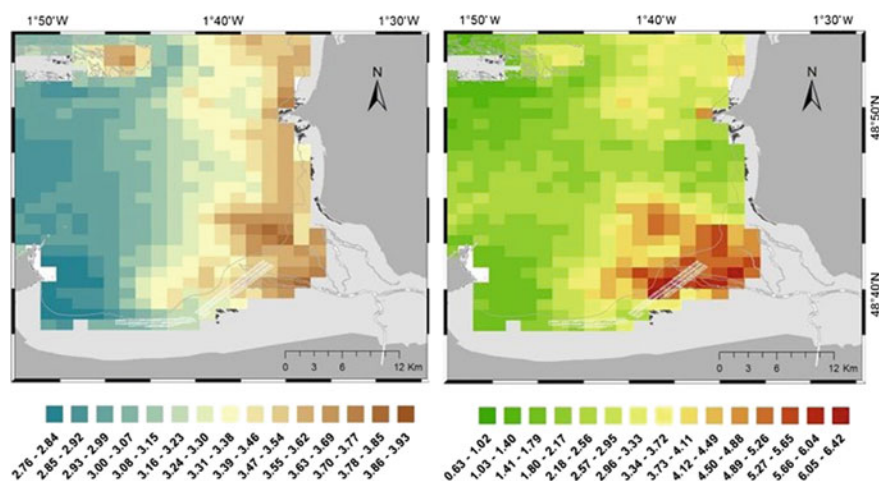 1°50'W 1°40'W 1°30'W
1°50'W 1°40'W 1°30'W
N
N
48°50'N
48°40'N
0 3 6 12 Km
0 3 6 12 Km
2.76 - 2.84
2.85 - 2.92
2.93 - 2.99
3.00 - 3.07
3.08 - 3.15
3.16 - 3.23
3.24 - 3.30
3.31 - 3.38
3.39 - 3.46
3.47 - 3.54
3.55 - 3.62
3.63 - 3.69
3.70 - 3.77
3.78 - 3.85
3.86 - 3.93
0.63 - 1.02
1.03 - 1.40
1.41 - 1.79
1.80 - 2.17
2.18 - 2.56
2.57 - 2.95
2.96 - 3.33
3.34 - 3.72
3.73 - 4.11
4.12 - 4.49
4.50 - 4.88
4.89 - 5.26
5.27 - 5.65
5.66 - 6.04
6.05 - 6.42